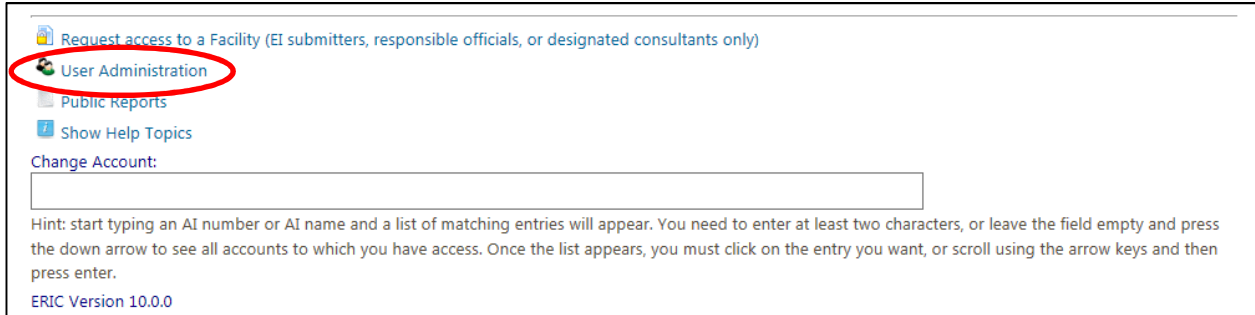 Request access to a Facility (EI submitters, responsible officials, or designated consultants only)
User Administration
Public Reports
Show Help Topics
Change Account:
Hint: start typing an AI number or AI name and a list of matching entries will appear. You need to enter at least two characters, or leave the field empty and press
the down arrow to see all accounts to which you have access. Once the list appears, you must click on the entry you want, or scroll using the arrow keys and then
press enter.
ERIC Version 10.0.0